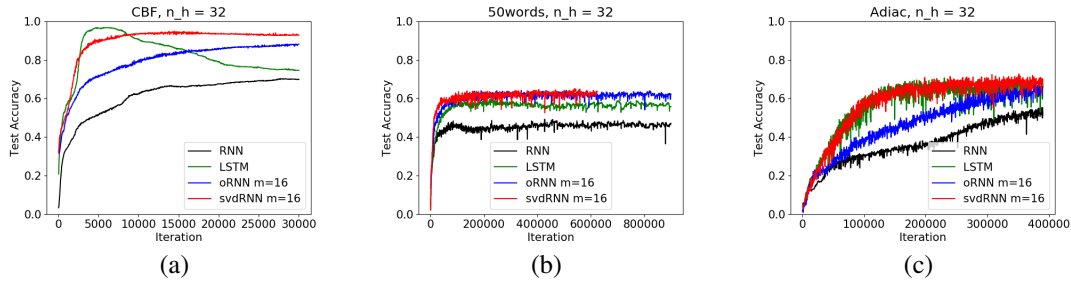 CBF, n_h = 32
Test Accuracy
1.0
0.8
0.6
0.4
0.2
0.0
0 5000 10000 15000 20000 25000 30000
Iteration
RNN
LSTM
oRNN m=16
svdRNN m=16
(a)
50words, n_h = 32
Test Accuracy
1.0
0.8
0.6
0.4
0.2
0.0
0 200000 400000 600000 800000
Iteration
RNN
LSTM
oRNN m=16
svdRNN m=16
(b)
Adiac, n_h = 32
Test Accuracy
1.0
0.8
0.6
0.4
0.2
0.0
0 100000 200000 300000 400000
Iteration
RNN
LSTM
oRNN m=16
svdRNN m=16
(c)